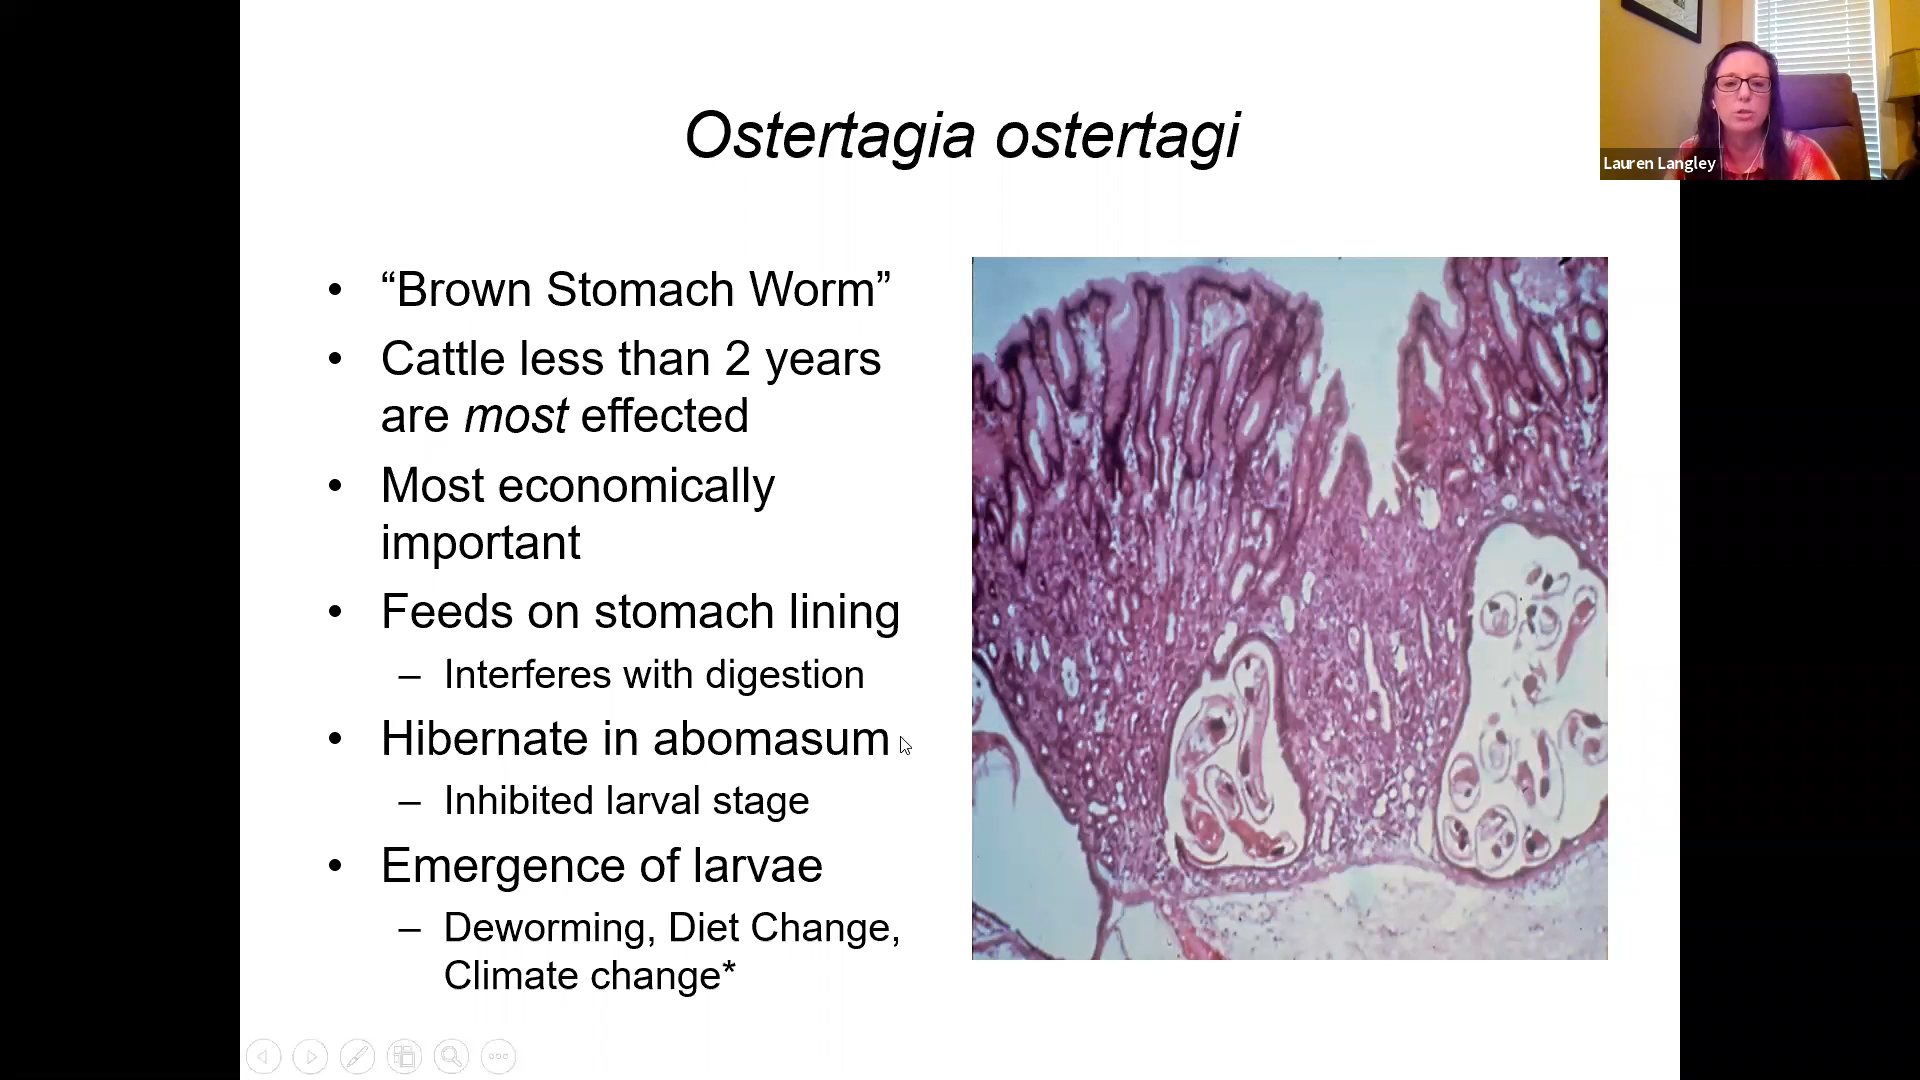 Ostertagia ostertagi
Lauren Langley
• “Brown Stomach Worm”
• Cattle less than 2 years
are most effected
• Most economically
important
• Feeds on stomach lining
– Interferes with digestion
• Hibernate in abomasum
– Inhibited larval stage
• Emergence of larvae
– Deworming, Diet Change,
Climate change*